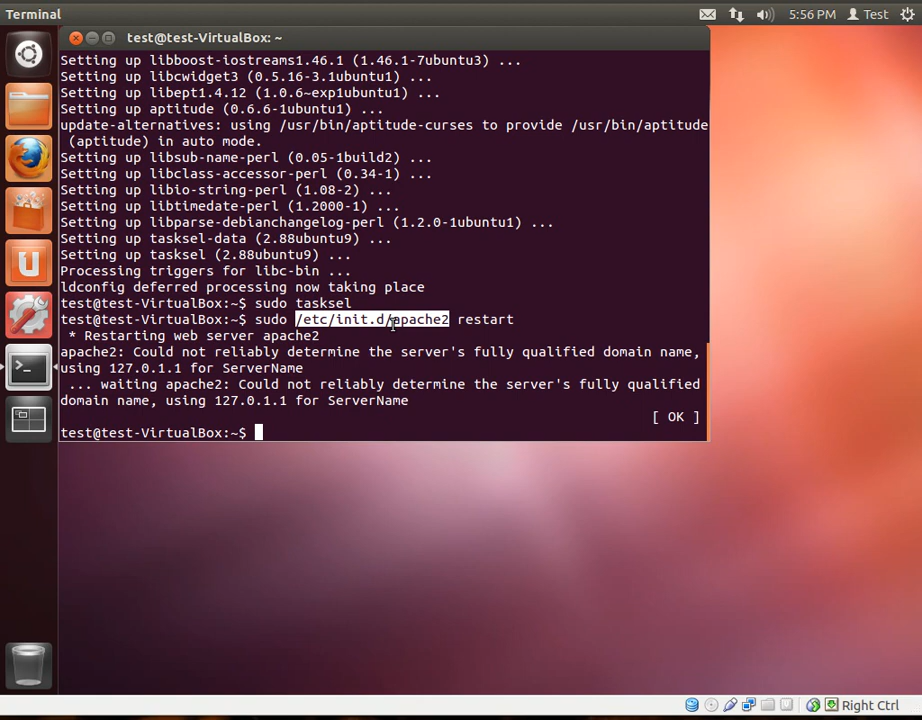 Terminal
5:56 PM Test
test@test-VirtualBox: ~
Setting up libboost-iostreams1.46.1 (1.46.1-7ubuntu3) ...
Setting up libcwidget3 (0.5.16-3.1ubuntu1) ...
Setting up libept1.4.12 (1.0.6~exp1ubuntu1) ...
Setting up aptitude (0.6.6-1ubuntu1) ...
update-alternatives: using /usr/bin/aptitude-curses to provide /usr/bin/aptitude
(aptitude) in auto mode.
Setting up libsub-name-perl (0.05-1build2) ...
Setting up libclass-accessor-perl (0.34-1) ...
Setting up libio-string-perl (1.08-2) ...
Setting up libtimedate-perl (1.2000-1) ...
Setting up libparse-debianchangelog-perl (1.2.0-1ubuntu1) ...
Setting up tasksel-data (2.88ubuntu9) ...
Setting up tasksel (2.88ubuntu9) ...
Processing triggers for libc-bin ...
ldconfig deferred processing now taking place
test@test-VirtualBox:~$ sudo tasksel
test@test-VirtualBox:~$ sudo /etc/init.d/apache2 restart
* Restarting web server apache2
apache2: Could not reliably determine the server's fully qualified domain name,
using 127.0.1.1 for ServerName
... waiting apache2: Could not reliably determine the server's fully qualified
domain name, using 127.0.1.1 for ServerName
[ OK ]
test@test-VirtualBox:~$
Right Ctrl